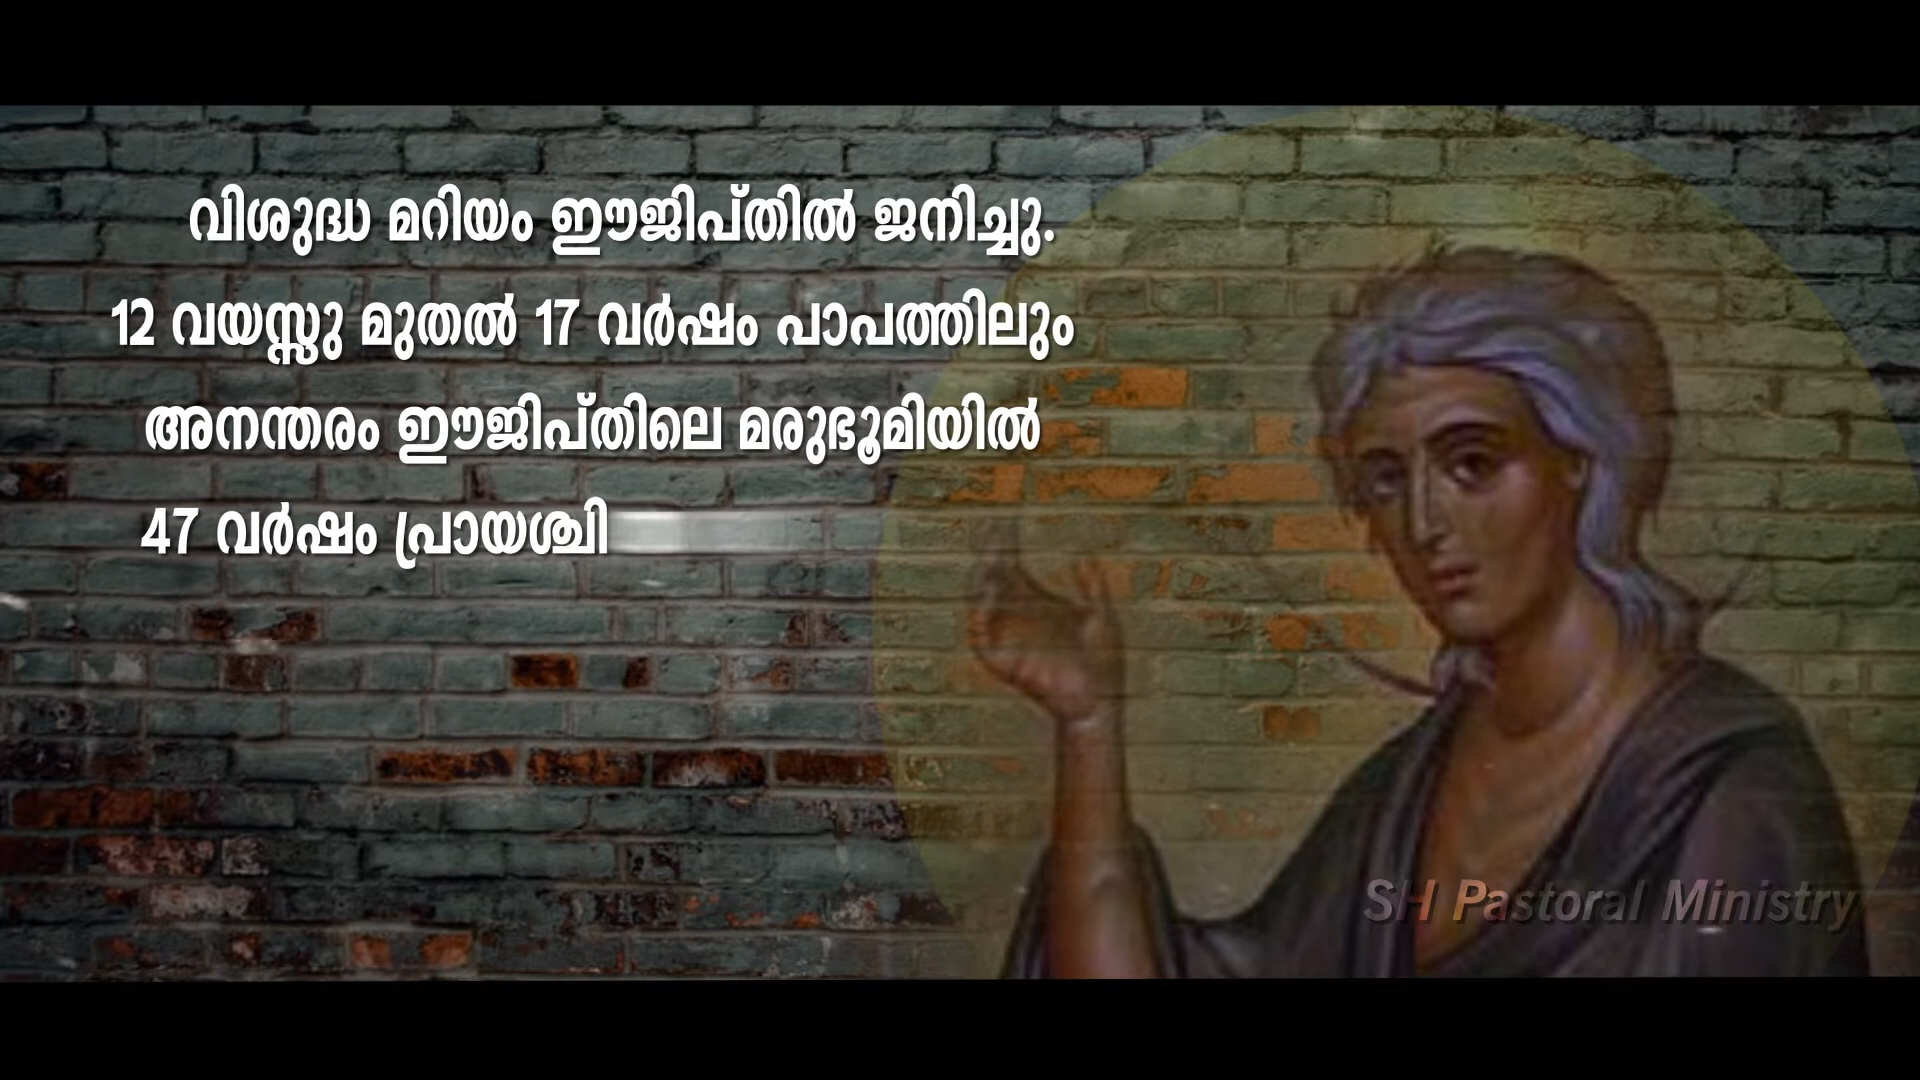 വിശുദ്ധ മറിയം ഈജിപ്തിൽ ജനിച്ചു.
12 വയസ്സു മുതൽ 17 വർഷം പാപത്തിലും
അനന്തരം ഈജിപ്തിലെ മരുഭൂമിയിൽ
47 വർഷം പ്രായശ്ചി
SH Pastoral Ministry